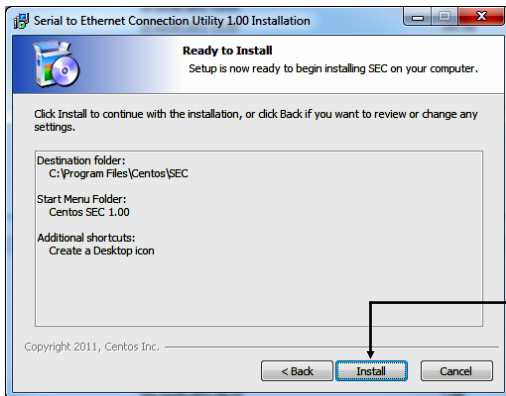 Serial to Ethernet Connection Utility 1.00 Installation
Ready to Install
Setup is now ready to begin installing SEC on your computer.
Click Install to continue with the installation, or click Back if you want to review or change any
settings.
Destination folder:
C:\Program Files\Centos\SEC
Start Menu Folder:
Centos SEC 1.00
Additional shortcuts:
Create a Desktop icon
Copyright 2011, Centos Inc.
< Back Install Cancel